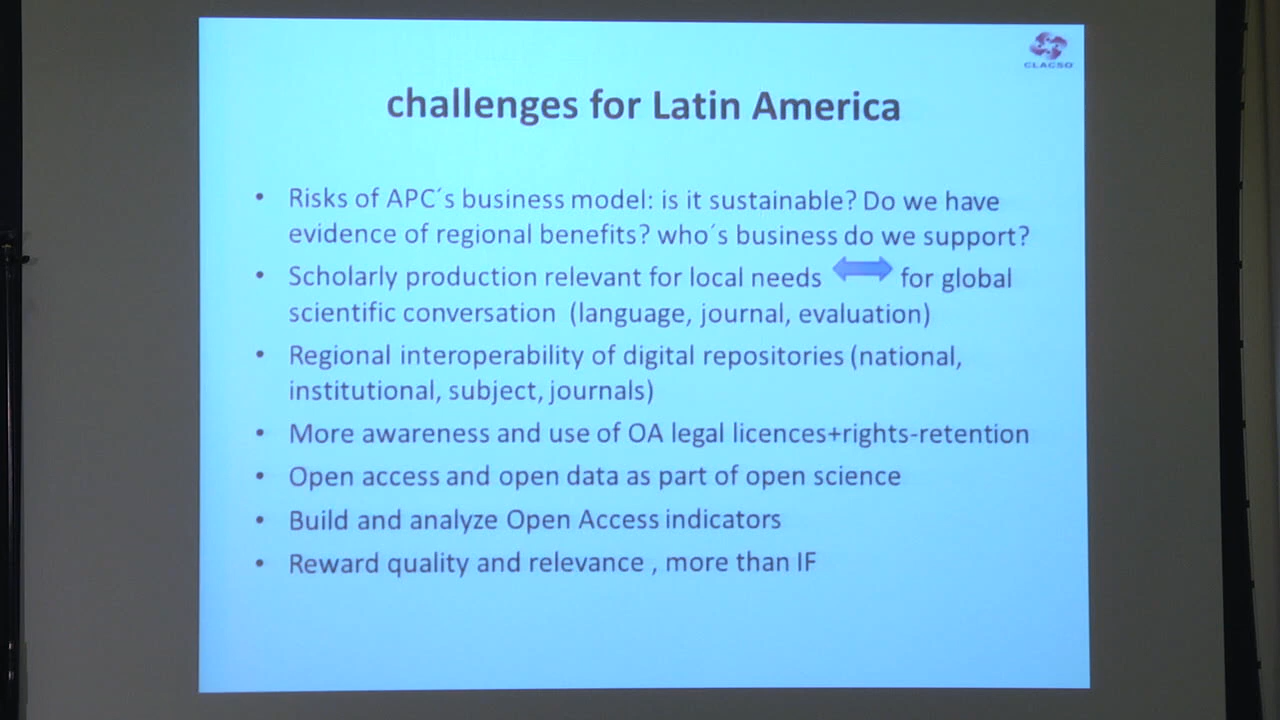 CLACSO
challenges for Latin America
• Risks of APC´s business model: is it sustainable? Do we have
evidence of regional benefits? who´s business do we support?
• Scholarly production relevant for local needs for global
scientific conversation (language, journal, evaluation)
• Regional interoperability of digital repositories (national,
institutional, subject, journals)
• More awareness and use of OA legal licences+rights-retention
• Open access and open data as part of open science
• Build and analyze Open Access indicators
• Reward quality and relevance , more than IF